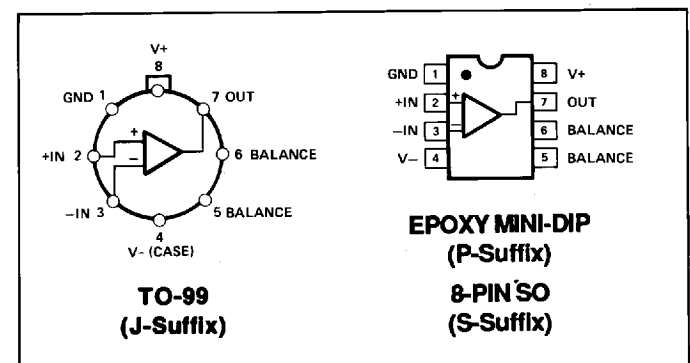 V+
8
GND 1
7 OUT
+IN 2
+
−
6 BALANCE
−IN 3
5 BALANCE
4
V− (CASE)
TO-99
(J-Suffix)
GND 1
8 V+
+IN 2
+
7 OUT
−IN 3
−
6 BALANCE
V− 4
5 BALANCE
EPOXY MINI-DIP
(P-Suffix)
8-PIN SO
(S-Suffix)